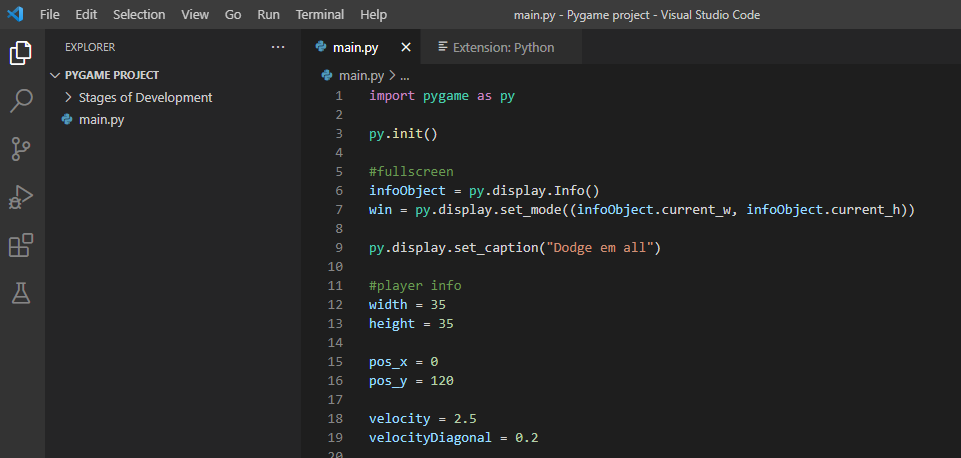 File Edit Selection View Go Run Terminal Help main.py - Pygame project - Visual Studio Code
EXPLORER ...
PYGAME PROJECT
Stages of Development
main.py
main.py × Extension: Python
main.py > ...
1 import pygame as py
2
3 py.init()
4
5 #fullscreen
6 infoObject = py.display.Info()
7 win = py.display.set_mode((infoObject.current_w, infoObject.current_h))
8
9 py.display.set_caption("Dodge em all")
10
11 #player info
12 width = 35
13 height = 35
14
15 pos_x = 0
16 pos_y = 120
17
18 velocity = 2.5
19 velocityDiagonal = 0.2
20